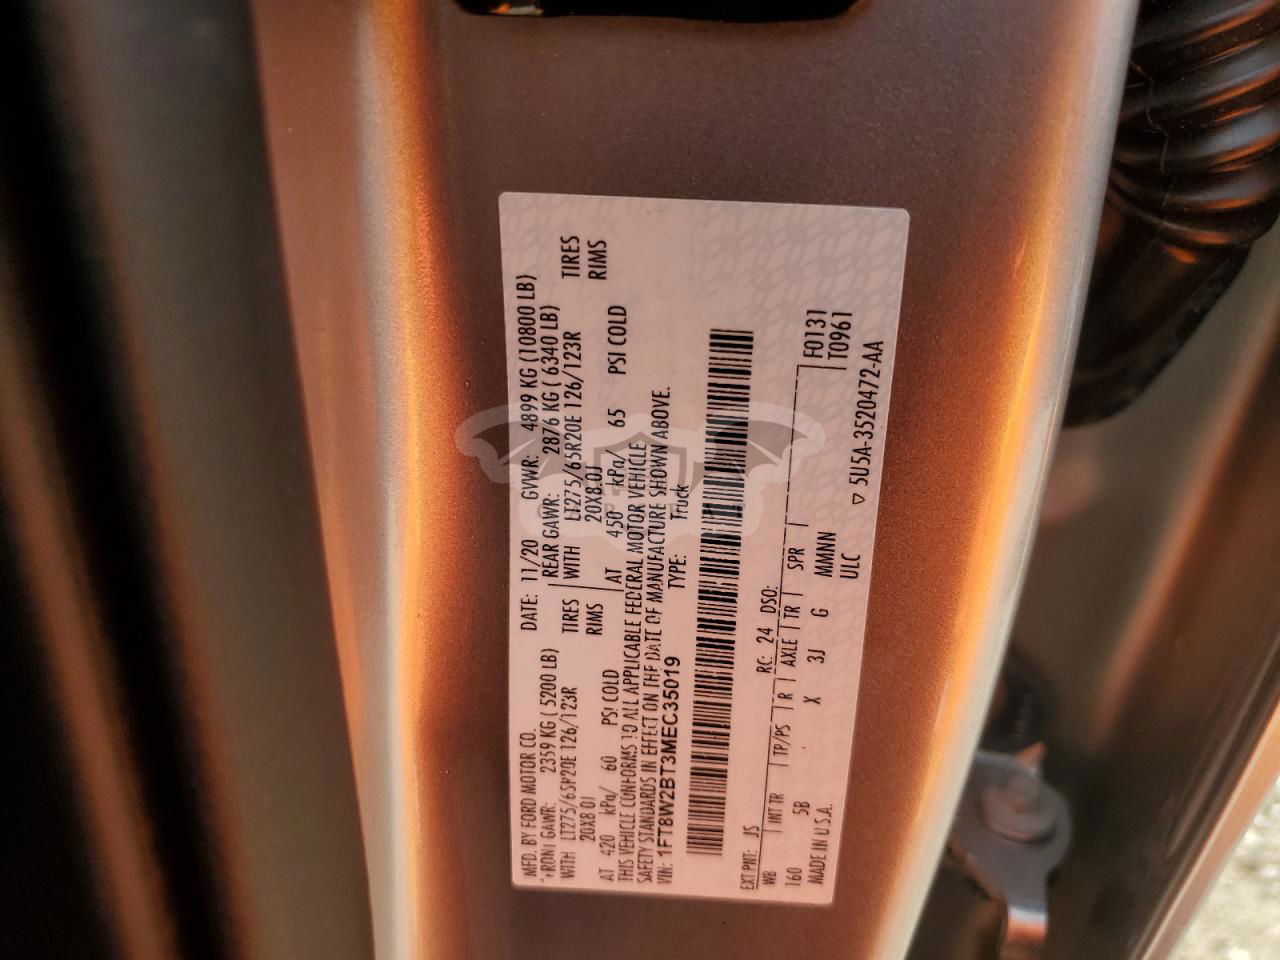 MFD. BY FORD MOTOR CO. DATE: 11/20 GVWR: 4899 KG (10800 LB)
FRONT GAWR: 2359 KG ( 5200 LB) REAR GAWR: 2876 KG ( 6340 LB)
WITH LT275/65R20E 126/123R TIRES WITH LT275/65R20E 126/123R TIRES
20X8.0J RIMS 20X8.0J RIMS
AT 420 kPa/ 60 PSI COLD AT 450 kPa/ 65 PSI COLD
THIS VEHICLE CONFORMS TO ALL APPLICABLE FEDERAL MOTOR VEHICLE
SAFETY STANDARDS IN EFFECT ON THE DATE OF MANUFACTURE SHOWN ABOVE.
VIN: 1FT8W2BT3MEC35019 TYPE: Truck
EXT PNT: JS RC: 24 DSO: F0131
WB INT TR TP/PS R AXLE TR SPR T0961
160 5B X 3J G MMNN
MADE IN U.S.A. ULC ▽ 5U5A-3520472-AA